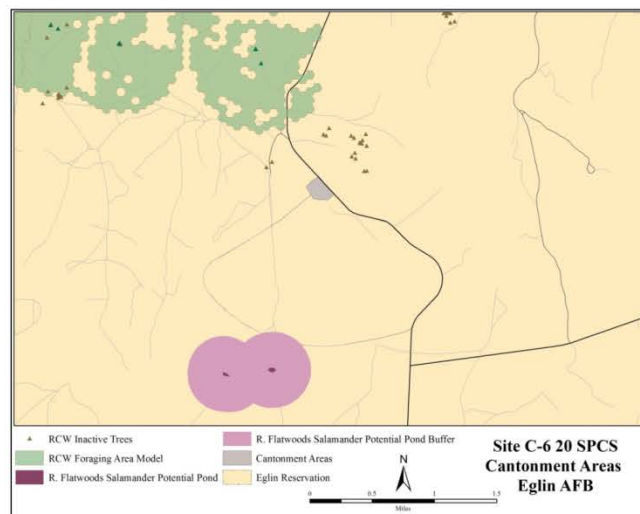 RCW Inactive Trees
RCW Foraging Area Model
R. Flatwoods Salamander Potential Pond
R. Flatwoods Salamander Potential Pond Buffer
Cantonment Areas
Eglin Reservation
N
0 0.5 1 1.5
Miles
Site C-6 20 SPCS
Cantonment Areas
Eglin AFB